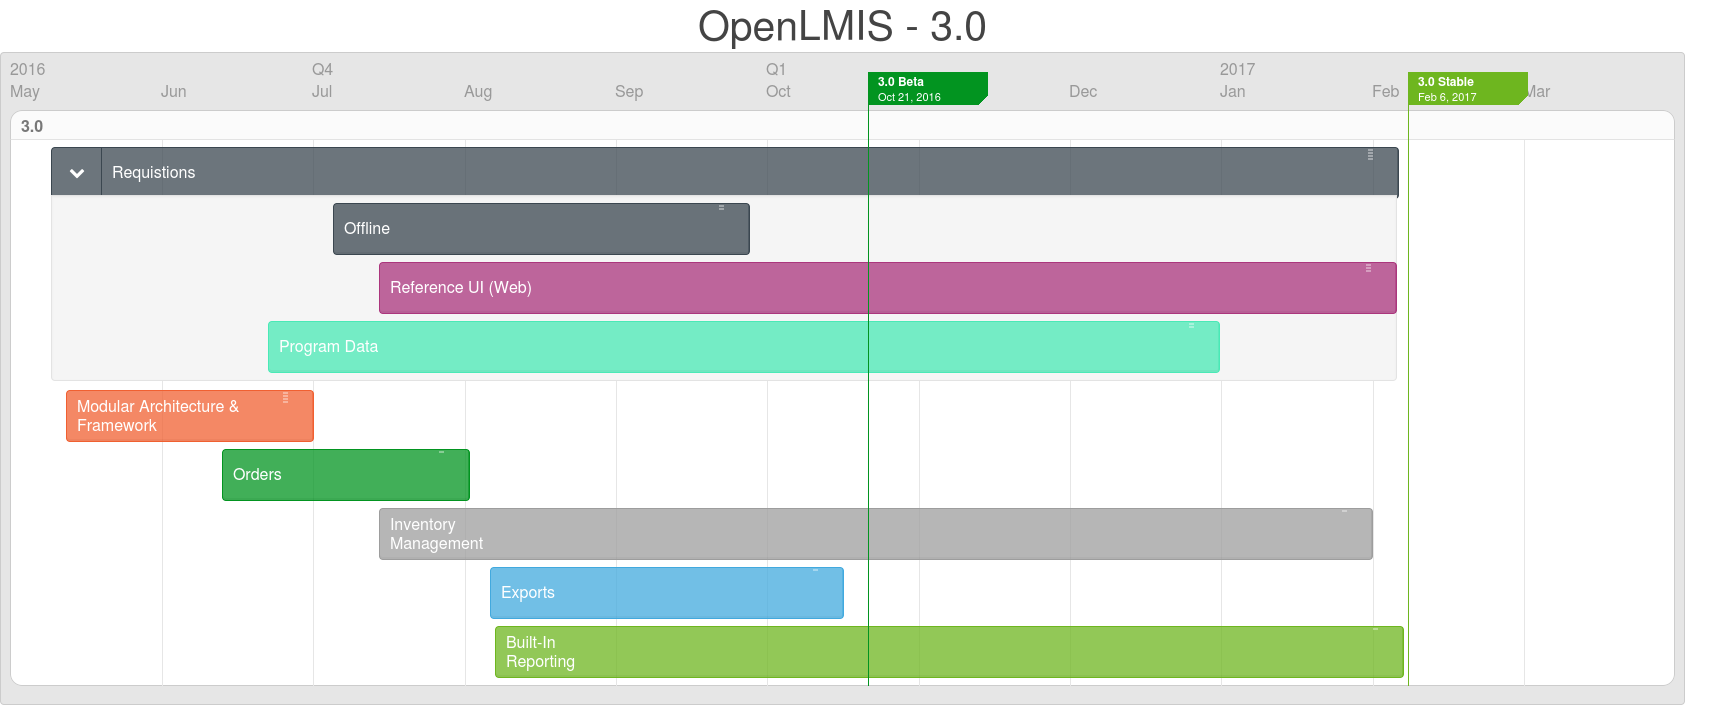 OpenLMIS - 3.0
2016 Q4 Q1 2017
May Jun Jul Aug Sep Oct Dec Jan Feb Mar
3.0 Beta
Oct 21, 2016
3.0 Stable
Feb 6, 2017
3.0
Requistions
Offline
Reference UI (Web)
Program Data
Modular Architecture &
Framework
Orders
Inventory
Management
Exports
Built-In
Reporting